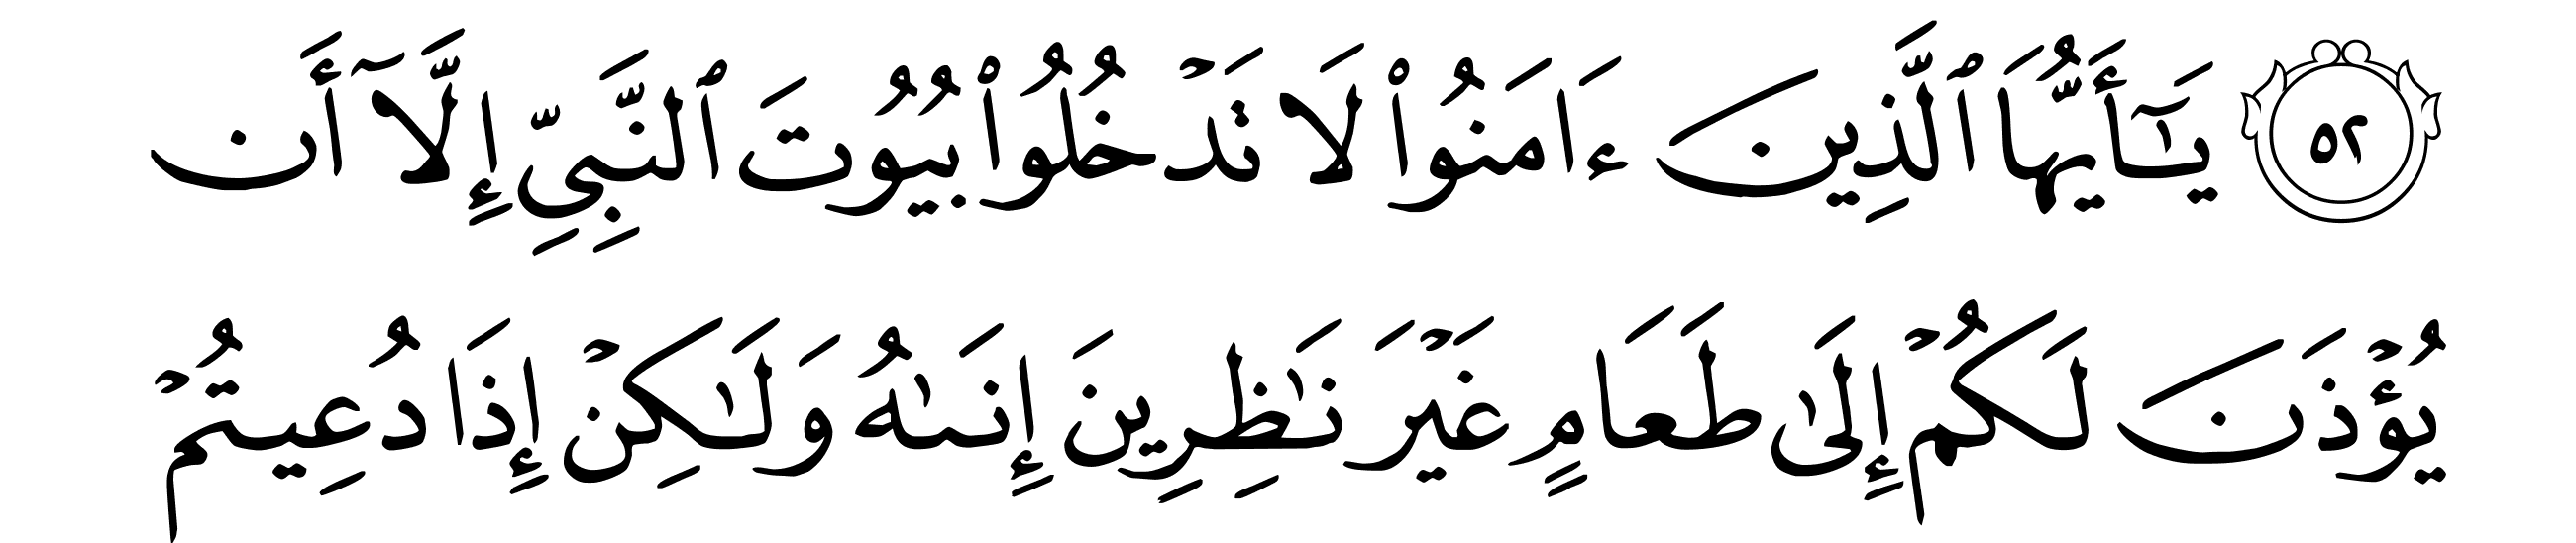 ٥٢ يَـٰٓأَيُّهَا ٱلَّذِينَ ءَامَنُوا۟ لَا تَدْخُلُوا۟ بُيُوتَ ٱلنَّبِىِّ إِلَّآ أَن
يُؤْذَنَ لَكُمْ إِلَىٰ طَعَامٍ غَيْرَ نَـٰظِرِينَ إِنَىٰهُ وَلَـٰكِنْ إِذَا دُعِيتُمْ